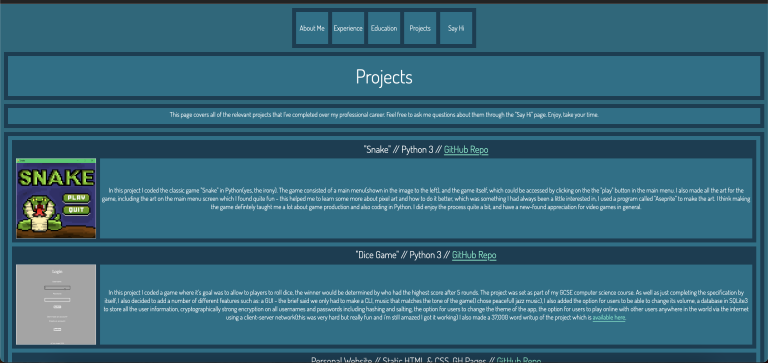 About Me
Experience
Education
Projects
Say Hi
Projects
This page covers all of the relevant projects that I've completed over my professional career. Feel free to ask me questions about them through the "Say Hi" page. Enjoy, take your time.
"Snake" // Python 3 // GitHub Repo
SNAKE
PLAY
QUIT
In this project I coded the classic game "Snake" in Python(yes, the irony). The game consisted of a main menu(shown in the image to the left), and the game itself, which could be accessed by clicking on the the "play" button in the main menu. I also made all the art for the
game, including the art on the main menu screen which I found quite fun - this helped me to learn some more about pixel art and how to do it better, which was something I had always been a little interested in, I used a program called "Aseprite" to make the art. I think making
the game definitely taught me a lot about game production and also coding in Python. I did enjoy the process quite a bit, and have a new-found appreciation for video games in general.
"Dice Game" // Python 3 // GitHub Repo
Login
In this project I coded a game where it's goal was to allow to players to roll dice, the winner would be determined by who had the highest score after 5 rounds. The project was set as part of my GCSE computer science course. As well as just completing the specification by
itself, I also decided to add a number of different features such as: a GUI - the brief said we only had to make a CLI; music that matches the tone of the game(I chose peacefull jazz music), I also added the option for users to be able to change its volume, a database in SQLite3
to store all the user information, cryptographically strong encryption on all usernames and passwords including hashing and salting, the option for users to change the theme of the app, the option for users to play online with other users anywhere in the world via the internet
using a client-server network(this was very hard but really fun and i'm still amazed I got it working) I also made a 37,000 word writup of the project which is available here.
Personal Website // Static HTML & CSS, GH Pages // GitHub Repo